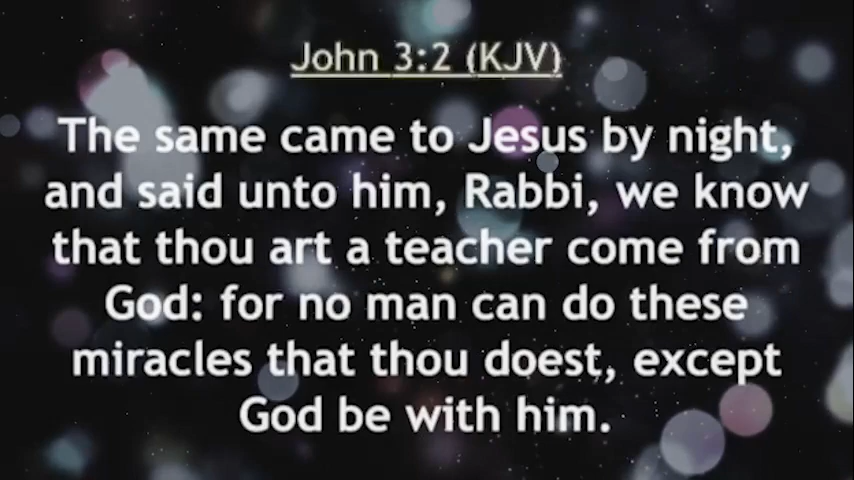 John 3:2 (KJV)
The same came to Jesus by night,
and said unto him, Rabbi, we know
that thou art a teacher come from
God: for no man can do these
miracles that thou doest, except
God be with him.